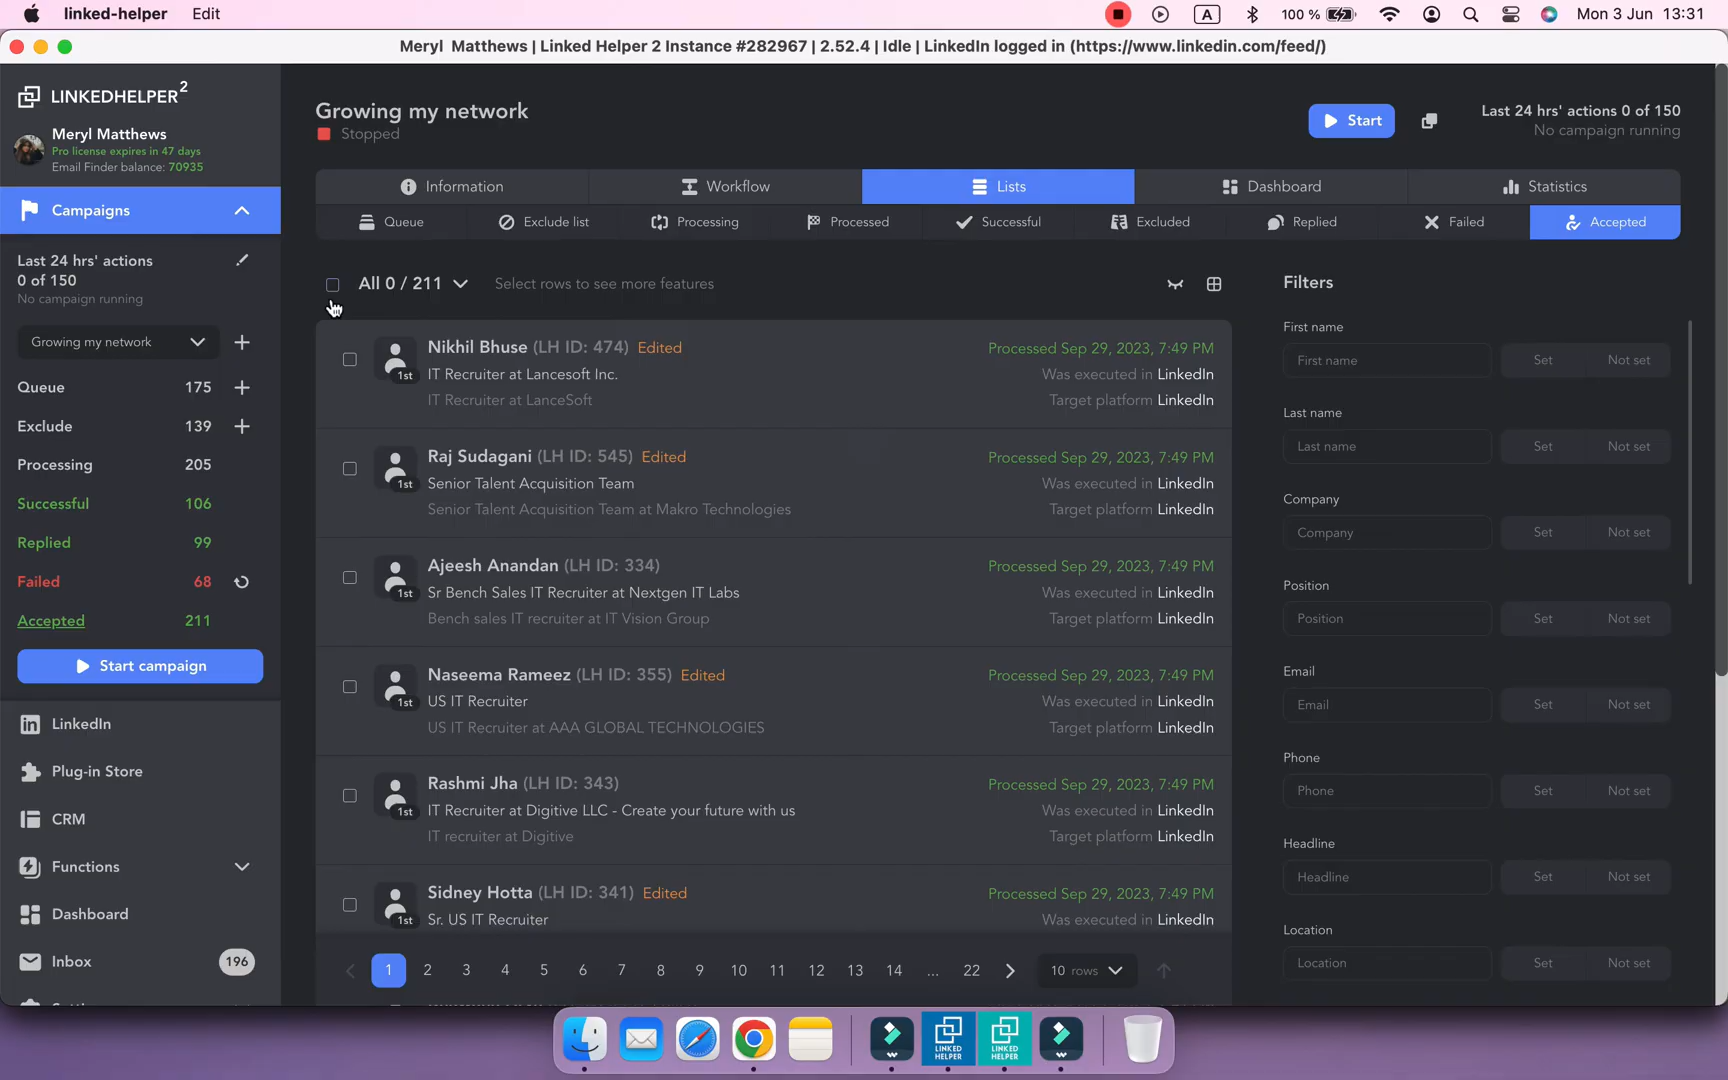 linked-helper Edit A 100 % Mon 3 Jun 13:31
Meryl Matthews | Linked Helper 2 Instance #282967 | 2.52.4 | Idle | LinkedIn logged in (https://www.linkedin.com/feed/)
LINKEDHELPER2
Meryl Matthews
Pro license expires in 47 days
Email Finder balance: 70935
Campaigns
Last 24 hrs' actions
0 of 150
No campaign running
Growing my network
Queue 175
Exclude 139
Processing 205
Successful 106
Replied 99
Failed 68
Accepted 211
Start campaign
LinkedIn
Plug-in Store
CRM
Functions
Dashboard
Inbox 196
Growing my network
Stopped
Start
Last 24 hrs' actions 0 of 150
No campaign running
Information Workflow Lists Dashboard Statistics
Queue Exclude list Processing Processed Successful Excluded Replied Failed Accepted
All 0 / 211 Select rows to see more features
Nikhil Bhuse (LH ID: 474) Edited Processed Sep 29, 2023, 7:49 PM
1st IT Recruiter at Lancesoft Inc. Was executed in LinkedIn
IT Recruiter at LanceSoft Target platform LinkedIn
Raj Sudagani (LH ID: 545) Edited Processed Sep 29, 2023, 7:49 PM
1st Senior Talent Acquisition Team Was executed in LinkedIn
Senior Talent Acquisition Team at Makro Technologies Target platform LinkedIn
Ajeesh Anandan (LH ID: 334) Processed Sep 29, 2023, 7:49 PM
1st Sr Bench Sales IT Recruiter at Nextgen IT Labs Was executed in LinkedIn
Bench sales IT recruiter at IT Vision Group Target platform LinkedIn
Naseema Rameez (LH ID: 355) Edited Processed Sep 29, 2023, 7:49 PM
1st US IT Recruiter Was executed in LinkedIn
US IT Recruiter at AAA GLOBAL TECHNOLOGIES Target platform LinkedIn
Rashmi Jha (LH ID: 343) Processed Sep 29, 2023, 7:49 PM
1st IT Recruiter at Digitive LLC - Create your future with us Was executed in LinkedIn
IT recruiter at Digitive Target platform LinkedIn
Sidney Hotta (LH ID: 341) Edited Processed Sep 29, 2023, 7:49 PM
1st Sr. US IT Recruiter Was executed in LinkedIn
1 2 3 4 5 6 7 8 9 10 11 12 13 14 ... 22 10 rows
Filters
First name
First name Set Not set
Last name
Last name Set Not set
Company
Company Set Not set
Position
Position Set Not set
Email
Email Set Not set
Phone
Phone Set Not set
Headline
Headline Set Not set
Location
Location Set Not set
LINKED HELPER LINKED HELPER